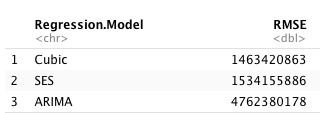 Regression.Model RMSE
<chr> <dbl>
1 Cubic 1463420863
2 SES 1534155886
3 ARIMA 4762380178